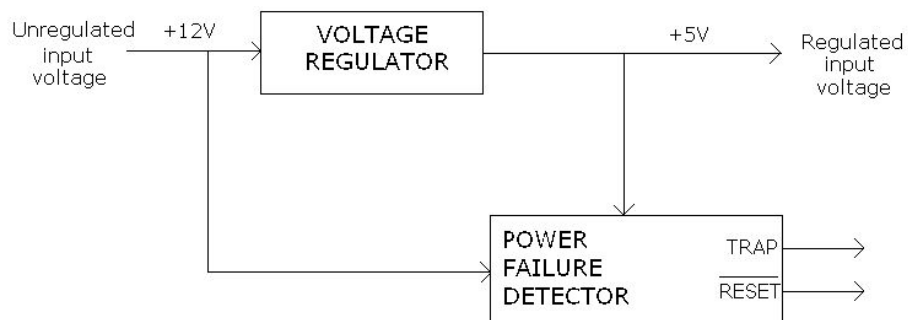 Unregulated
input
voltage
+12V
VOLTAGE
REGULATOR
+5V
Regulated
input
voltage
POWER
FAILURE
DETECTOR
TRAP
RESET